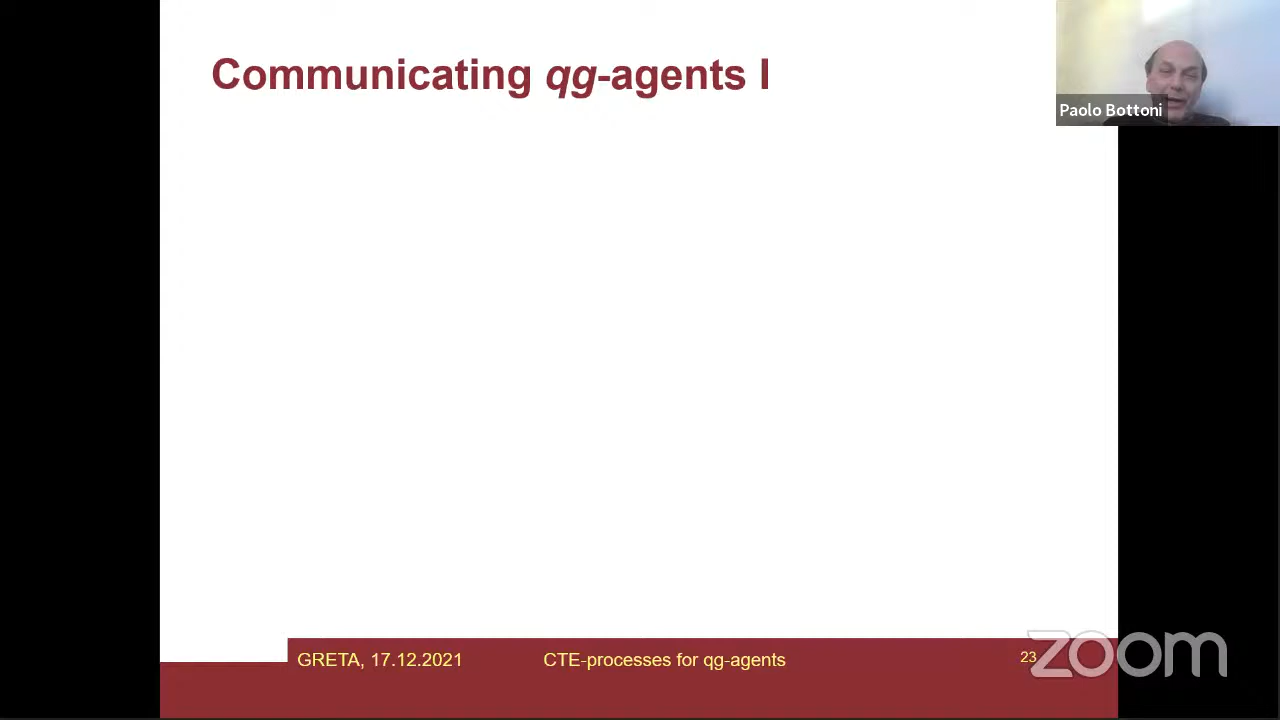 Communicating qg-agents I
Paolo Bottoni
GRETA, 17.12.2021
CTE-processes for qg-agents
23
zoom